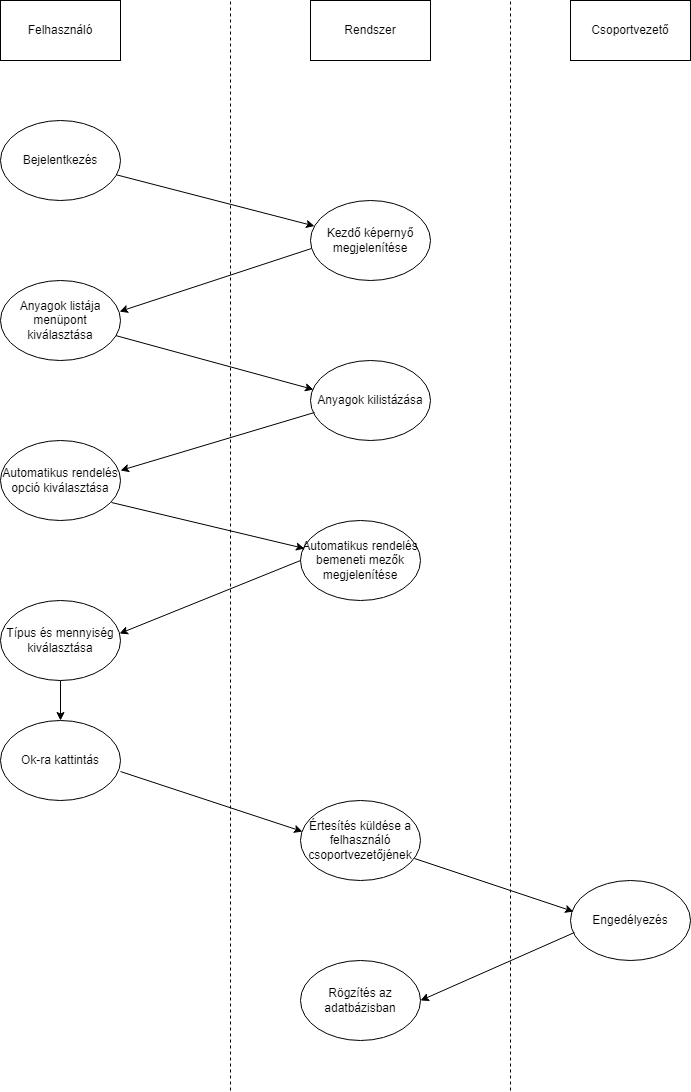 Felhasználó
Rendszer
Csoportvezető
Bejelentkezés
Kezdő képernyő
megjelenítése
Anyagok listája
menüpont
kiválasztása
Anyagok kilistázása
Automatikus rendelés
opció kiválasztása
Automatikus rendelés
bemeneti mezők
megjelenítése
Típus és mennyiség
kiválasztása
Ok-ra kattintás
Értesítés küldése a
felhasználó
csoportvezetőjének
Engedélyezés
Rögzítés az
adatbázisban